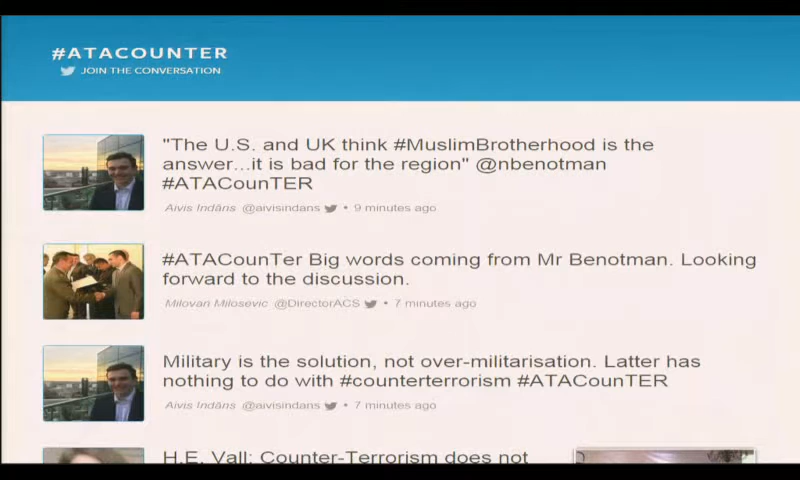 #ATACOUNTER
JOIN THE CONVERSATION
"The U.S. and UK think #MuslimBrotherhood is the
answer...it is bad for the region" @nbenotman
#ATACounTER
Aivis Indāns @aivisindans • 9 minutes ago
#ATACounTer Big words coming from Mr Benotman. Looking
forward to the discussion.
Milovan Milosevic @DirectorACS • 7 minutes ago
Military is the solution, not over-militarisation. Latter has
nothing to do with #counterterrorism #ATACounTER
Aivis Indāns @aivisindans • 7 minutes ago
H.E. Vall: Counter-Terrorism does not